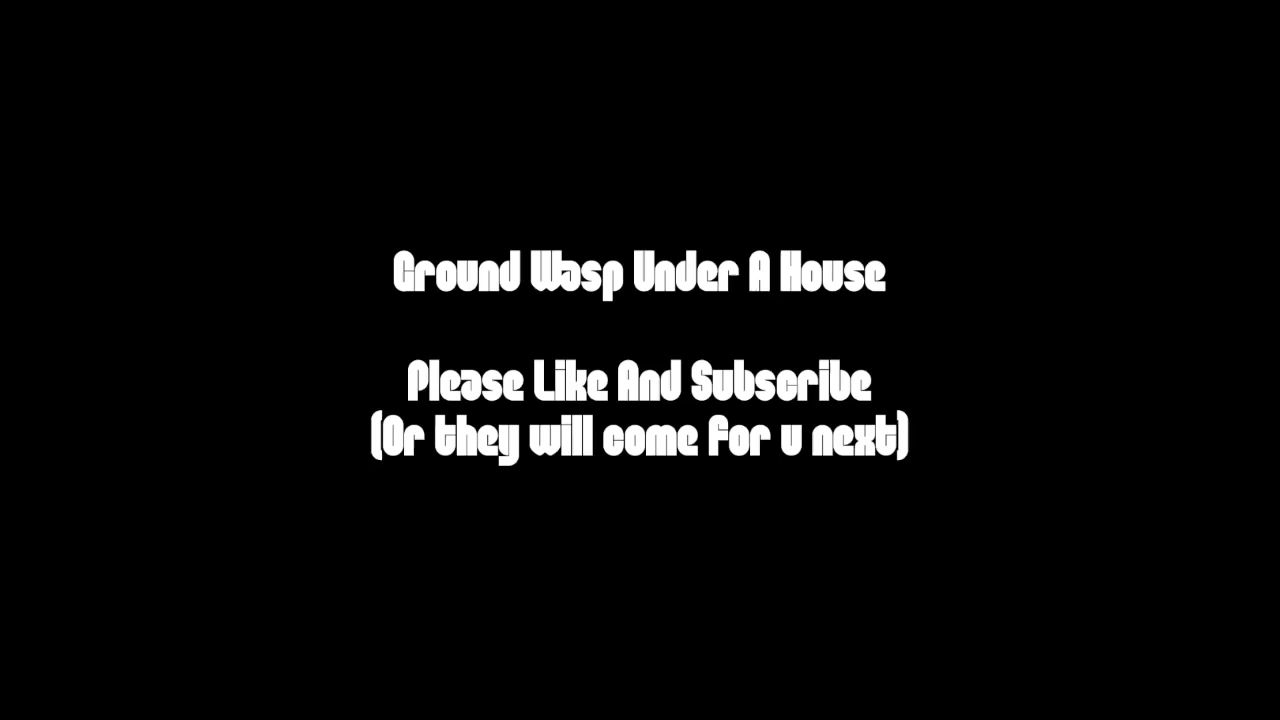 Ground Wasp Under A House
Please Like And Subscribe
(Or they will come for u next)